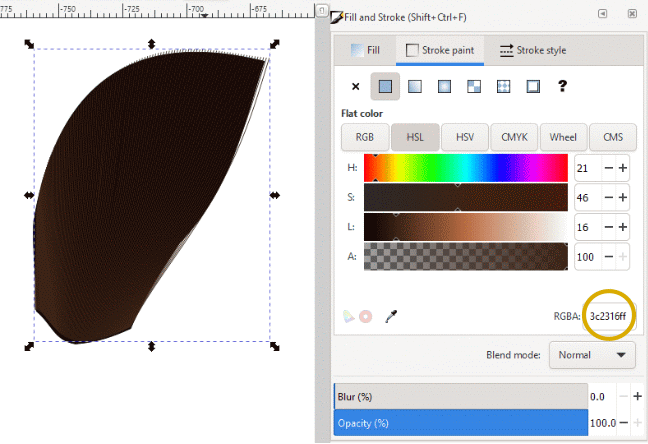 -775 -750 -725 -700 -675
Fill and Stroke (Shift+Ctrl+F)
Fill Stroke paint Stroke style
?
Flat color
RGB HSL HSV CMYK Wheel CMS
H: 21 − +
S: 46 − +
L: 16 − +
A: 100 − +
RGBA: 3c2316ff
Blend mode: Normal
Blur (%) 0.0 − +
Opacity (%) 100.0 − +